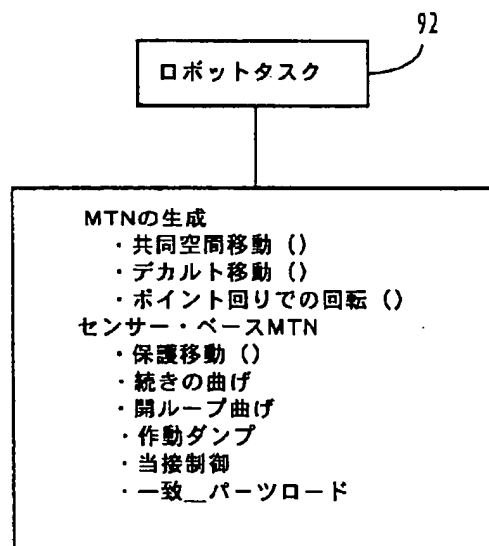 92
ロボットタスク
MTNの生成
・共同空間移動（）
・デカルト移動（）
・ポイント回りでの回転（）
センサー・ベースMTN
・保護移動（）
・続きの曲げ
・開ループ曲げ
・作動ダンプ
・当接制御
・一致__パーツロード